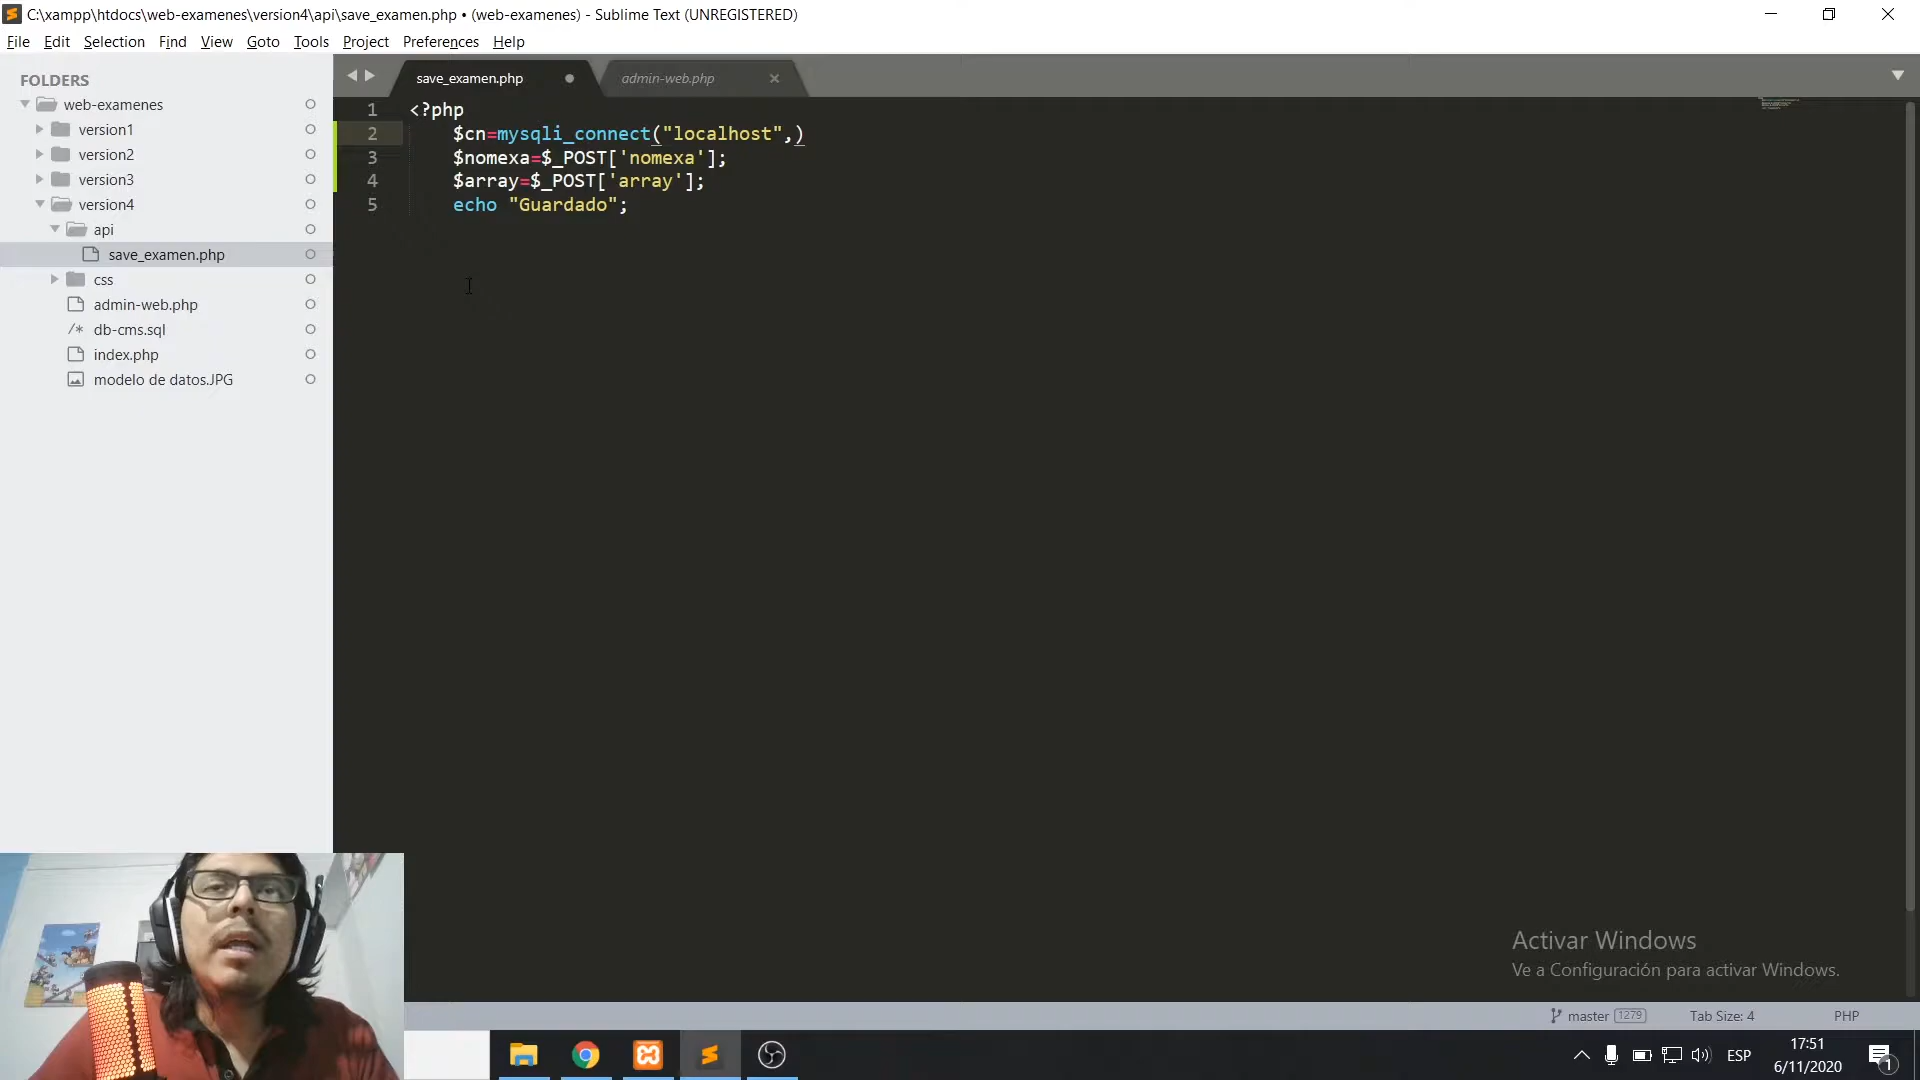 C:\xampp\htdocs\web-examenes\version4\api\save_examen.php • (web-examenes) - Sublime Text (UNREGISTERED)
File Edit Selection Find View Goto Tools Project Preferences Help
FOLDERS
web-examenes
version1
version2
version3
version4
api
save_examen.php
css
admin-web.php
db-cms.sql
index.php
modelo de datos.JPG
save_examen.php
admin-web.php
1 <?php
2 $cn=mysqli_connect("localhost",)
3 $nomexa=$_POST['nomexa'];
4 $array=$_POST['array'];
5 echo "Guardado";
Activar Windows
Ve a Configuración para activar Windows.
master 1279 Tab Size: 4 PHP
ESP
17:51
6/11/2020
1